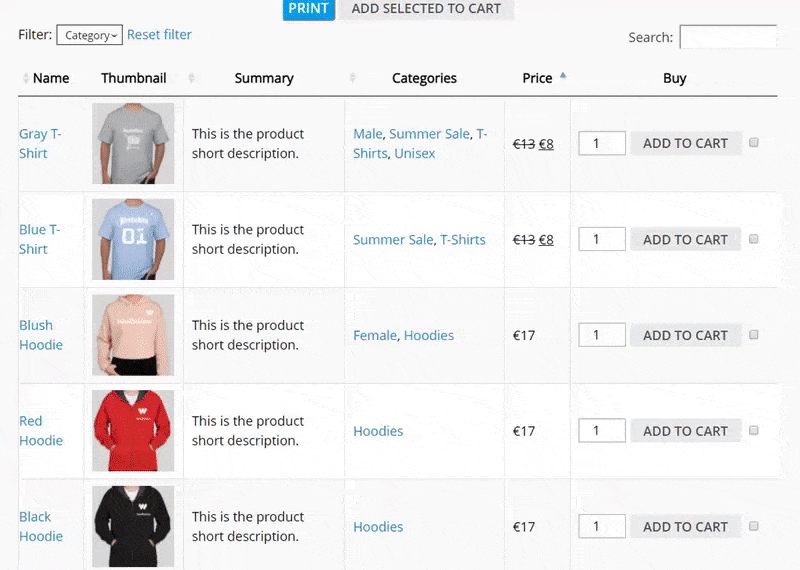 PRINT ADD SELECTED TO CART
Filter: Category Reset filter
Search:
Name Thumbnail Summary Categories Price Buy
Gray T-
Shirt
This is the product
short description.
Male, Summer Sale, T-
Shirts, Unisex
€13 €8
1
ADD TO CART
Blue T-
Shirt
01
This is the product
short description.
Summer Sale, T-Shirts
€13 €8
1
ADD TO CART
Blush
Hoodie
This is the product
short description.
Female, Hoodies
€17
1
ADD TO CART
Red
Hoodie
W
This is the product
short description.
Hoodies
€17
1
ADD TO CART
Black
Hoodie
W
This is the product
short description.
Hoodies
€17
1
ADD TO CART